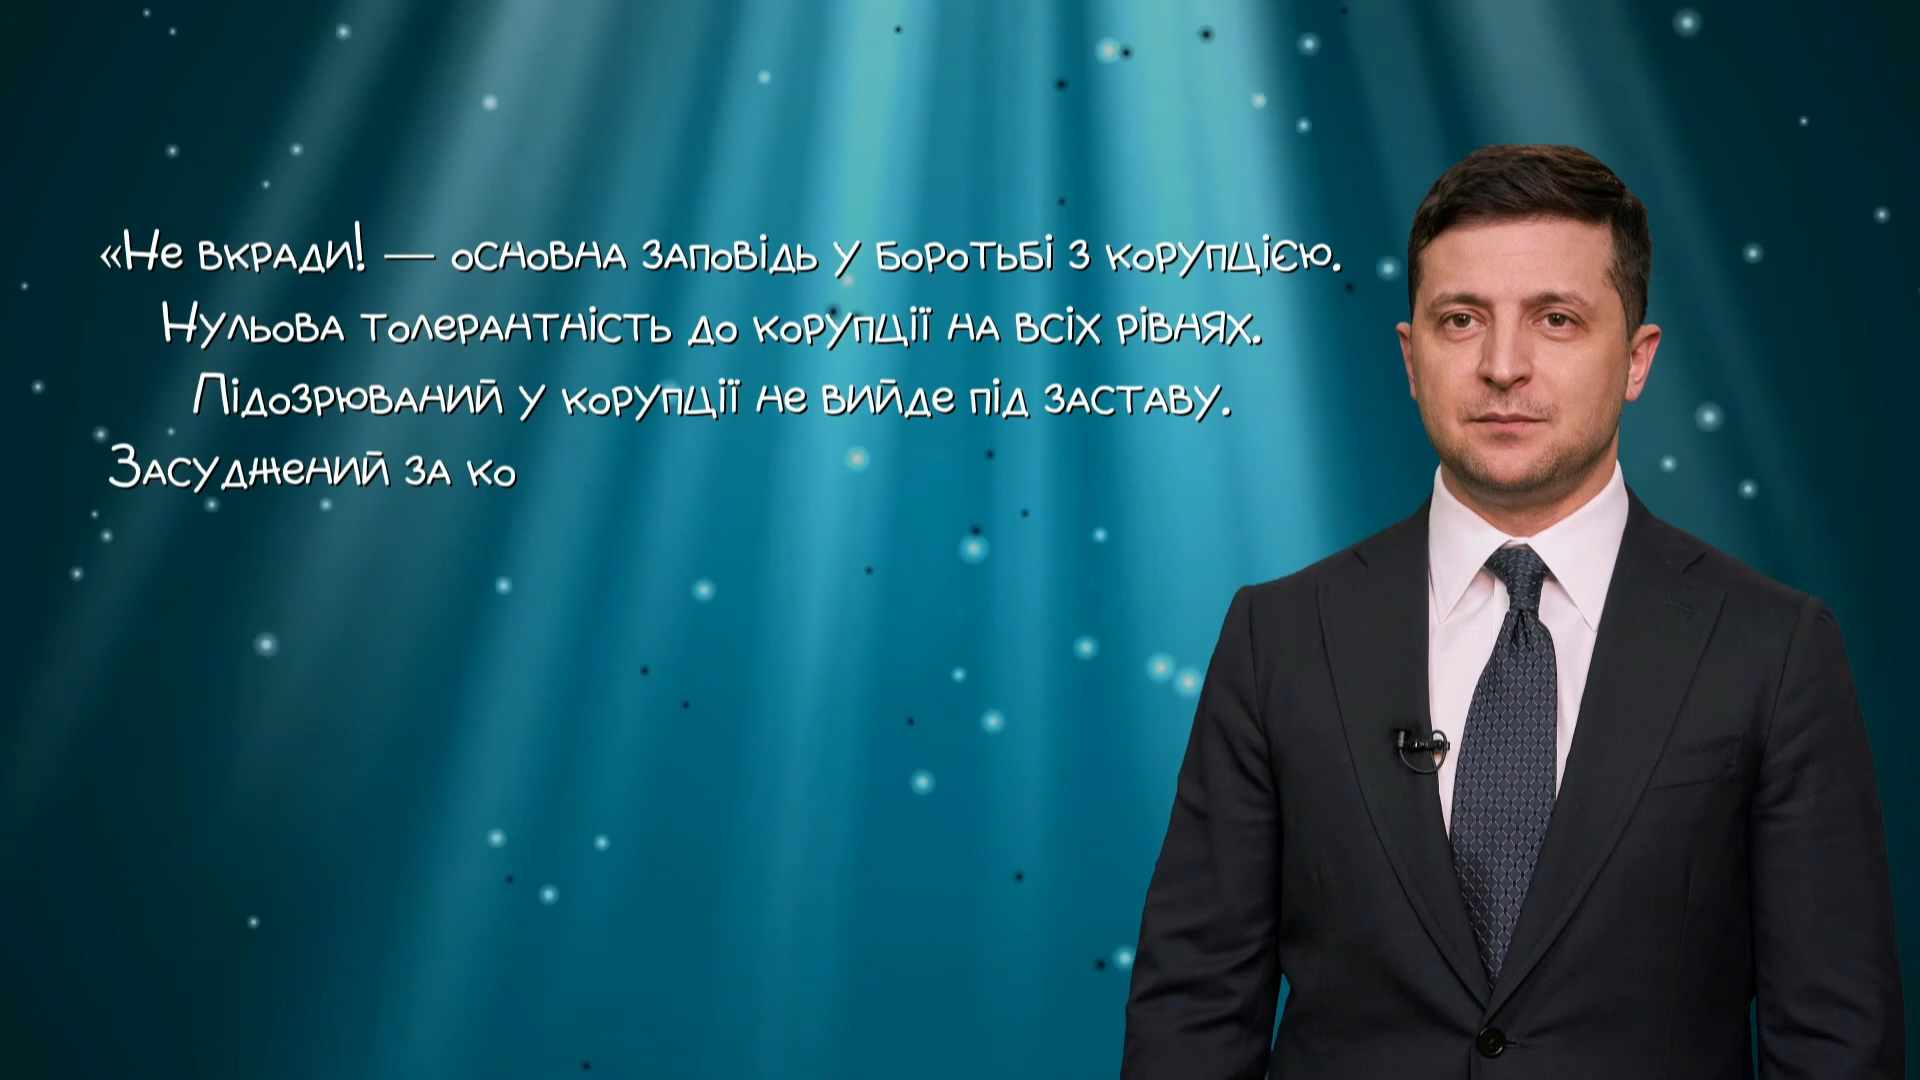 «Не вкради! — основна заповідь у боротьбі з корупцією.
Нульова толерантність до корупції на всіх рівнях.
Підозрюваний у корупції не вийде під заставу.
Засуджений за ко